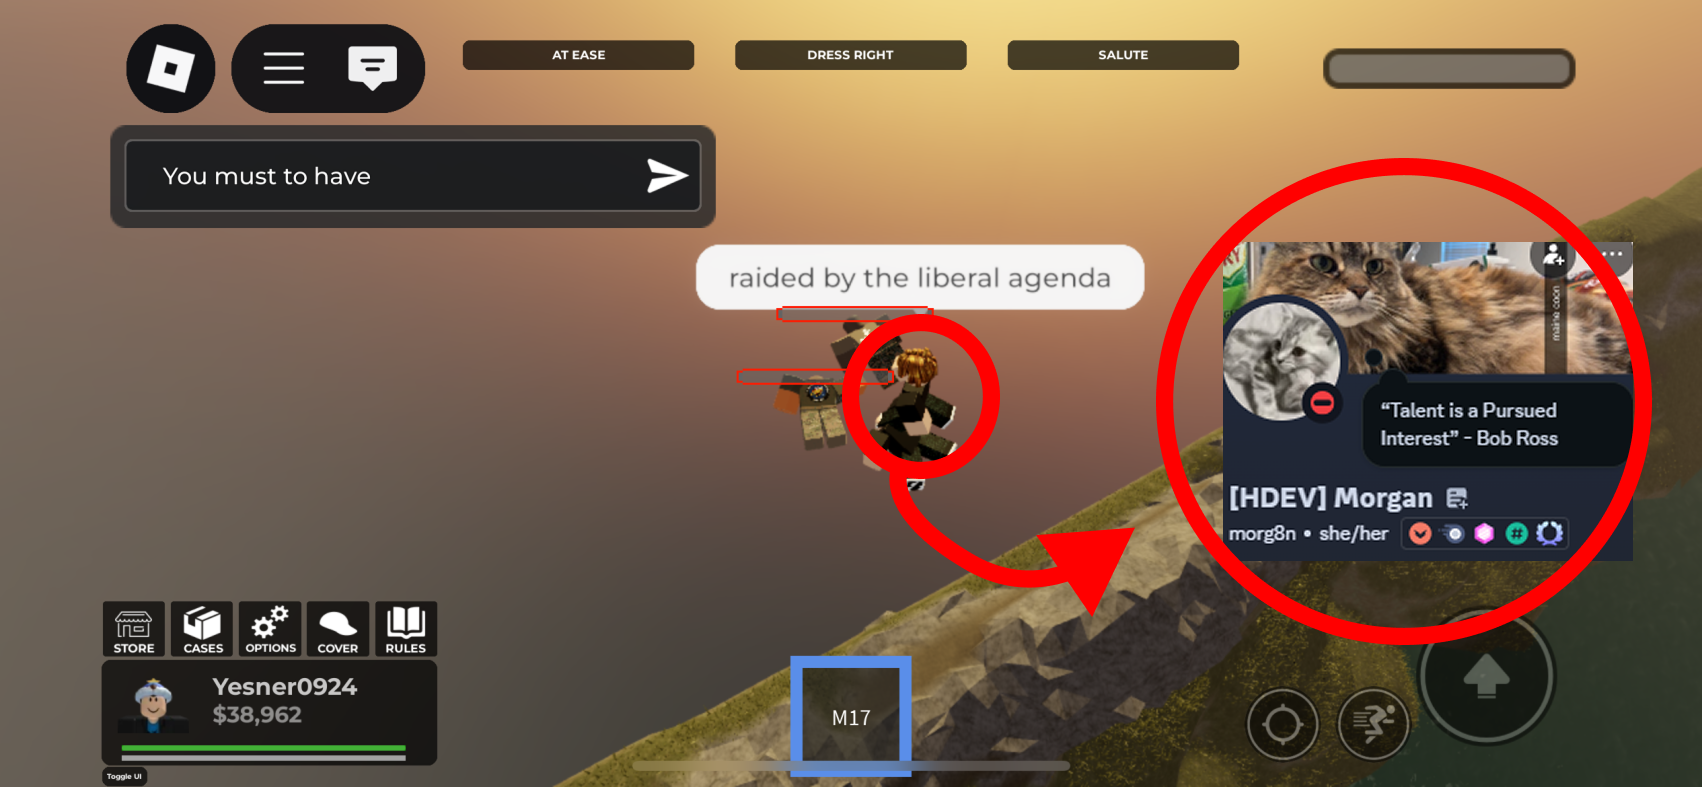 AT EASE
DRESS RIGHT
SALUTE
You must to have
raided by the liberal agenda
maine coon
“Talent is a Pursued
Interest” - Bob Ross
[HDEV] Morgan
morg8n • she/her
STORE
CASES
OPTIONS
COVER
RULES
Yesner0924
$38,962
Toggle UI
M17